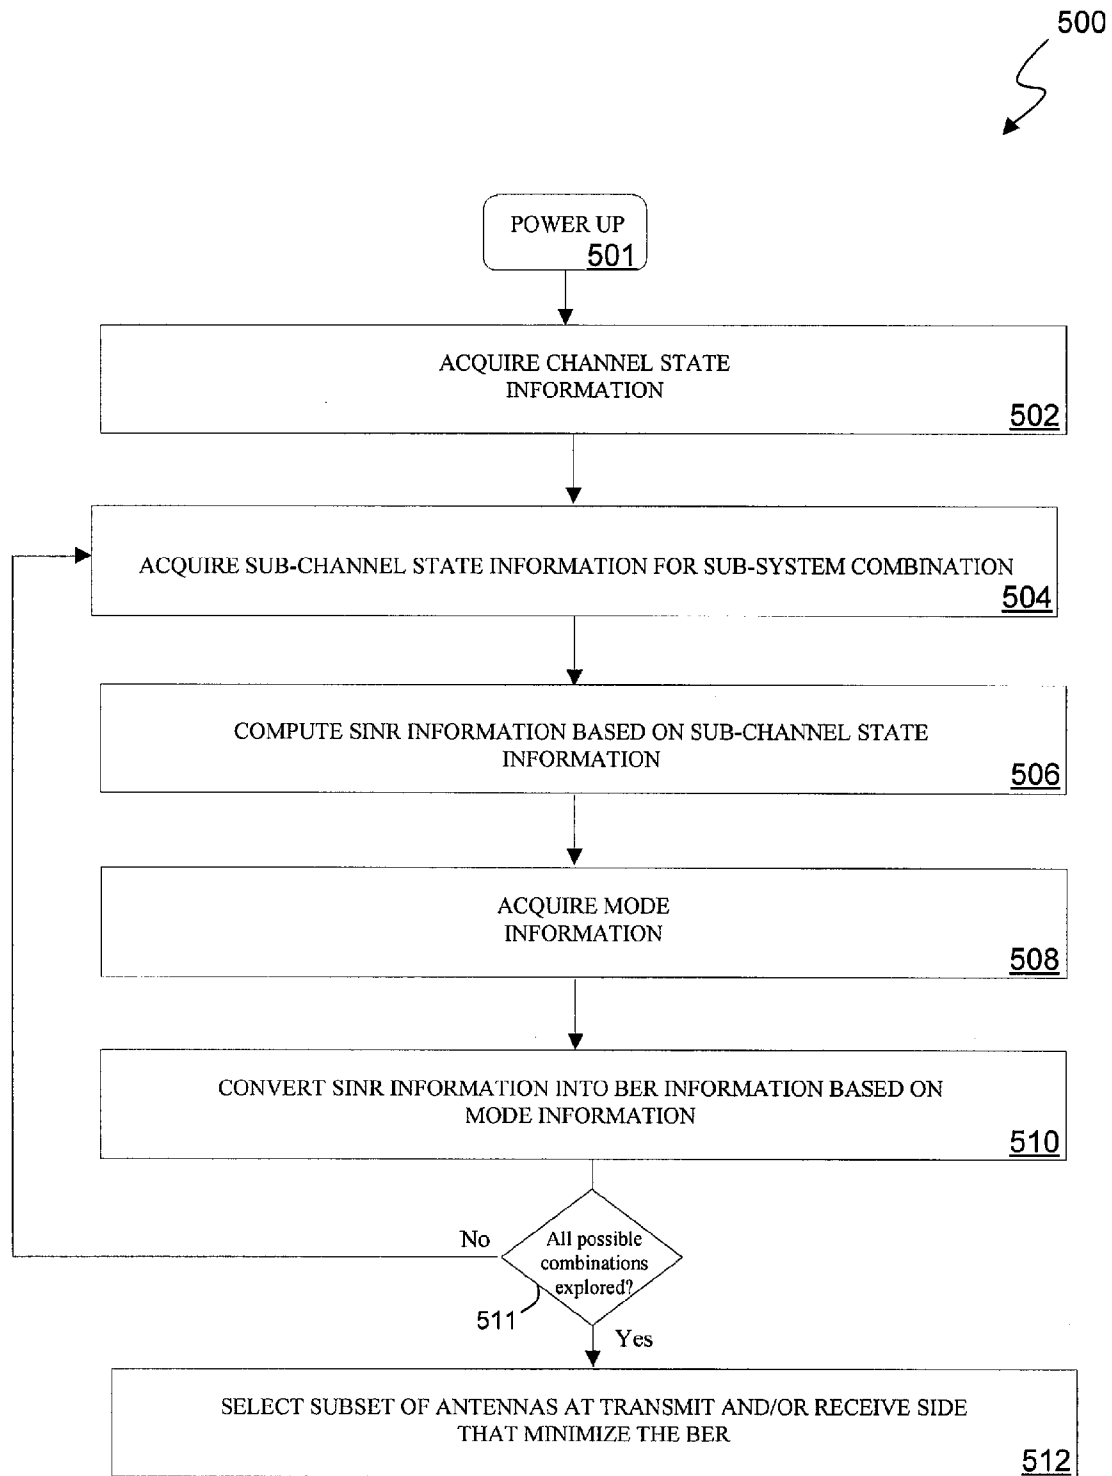 500
POWER UP
501
ACQUIRE CHANNEL STATE
INFORMATION
502
ACQUIRE SUB-CHANNEL STATE INFORMATION FOR SUB-SYSTEM COMBINATION
504
COMPUTE SINR INFORMATION BASED ON SUB-CHANNEL STATE
INFORMATION
506
ACQUIRE MODE
INFORMATION
508
CONVERT SINR INFORMATION INTO BER INFORMATION BASED ON
MODE INFORMATION
510
No
All possible
combinations
explored?
511
Yes
SELECT SUBSET OF ANTENNAS AT TRANSMIT AND/OR RECEIVE SIDE
THAT MINIMIZE THE BER
512